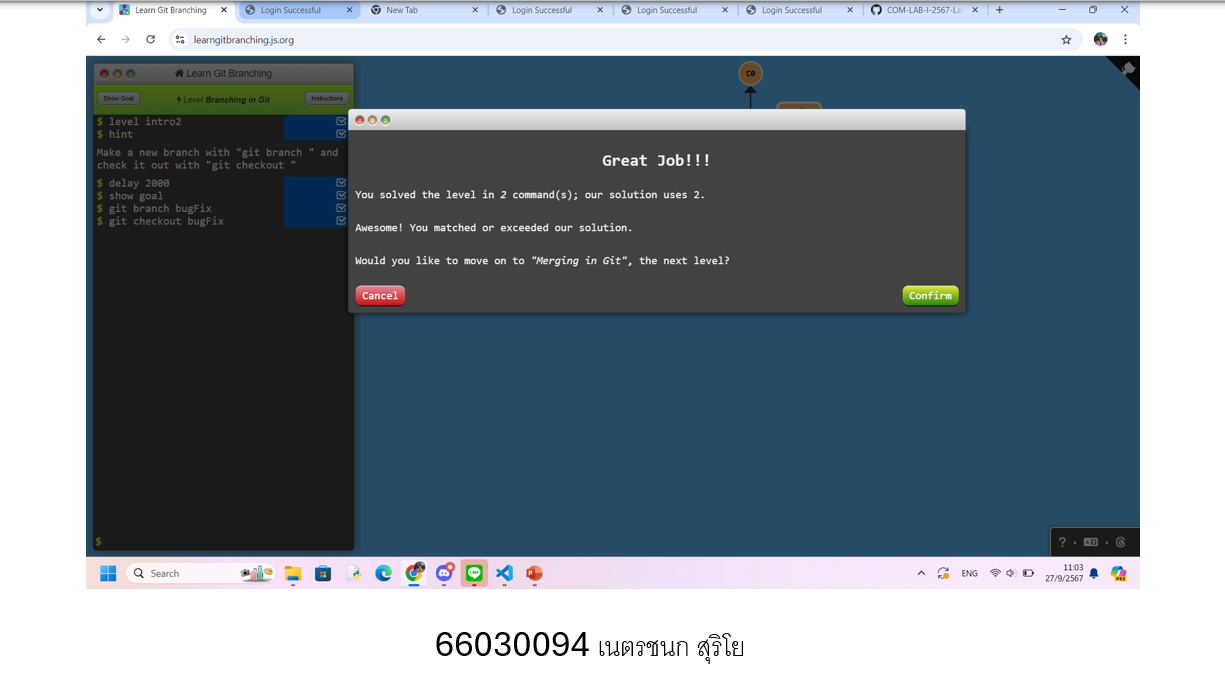 Learn Git Branching
Login Successful
New Tab
Login Successful
Login Successful
Login Successful
COM-LAB-I-2567-La
learngitbranching.js.org
Learn Git Branching
Show Goal
Level Branching in Git
Instructions
$ level intro2
$ hint
Make a new branch with "git branch " and
check it out with "git checkout "
$ delay 2000
$ show goal
$ git branch bugFix
$ git checkout bugFix
$
Great Job!!!
You solved the level in 2 command(s); our solution uses 2.
Awesome! You matched or exceeded our solution.
Would you like to move on to "Merging in Git", the next level?
Cancel
Confirm
Search
ENG
11:03
27/9/2567
66030094 เนตรชนก สุริโย